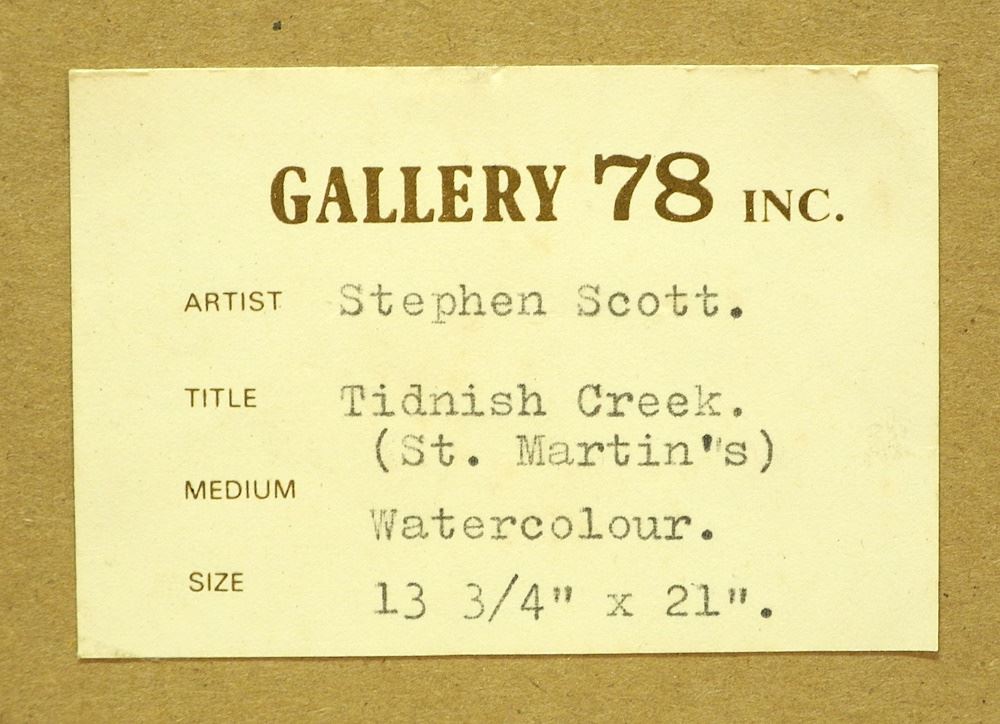 GALLERY 78 INC.
ARTIST Stephen Scott.
TITLE Tidnish Creek.
(St. Martin"s)
MEDIUM
Watercolour.
SIZE 13 3/4" x 21".